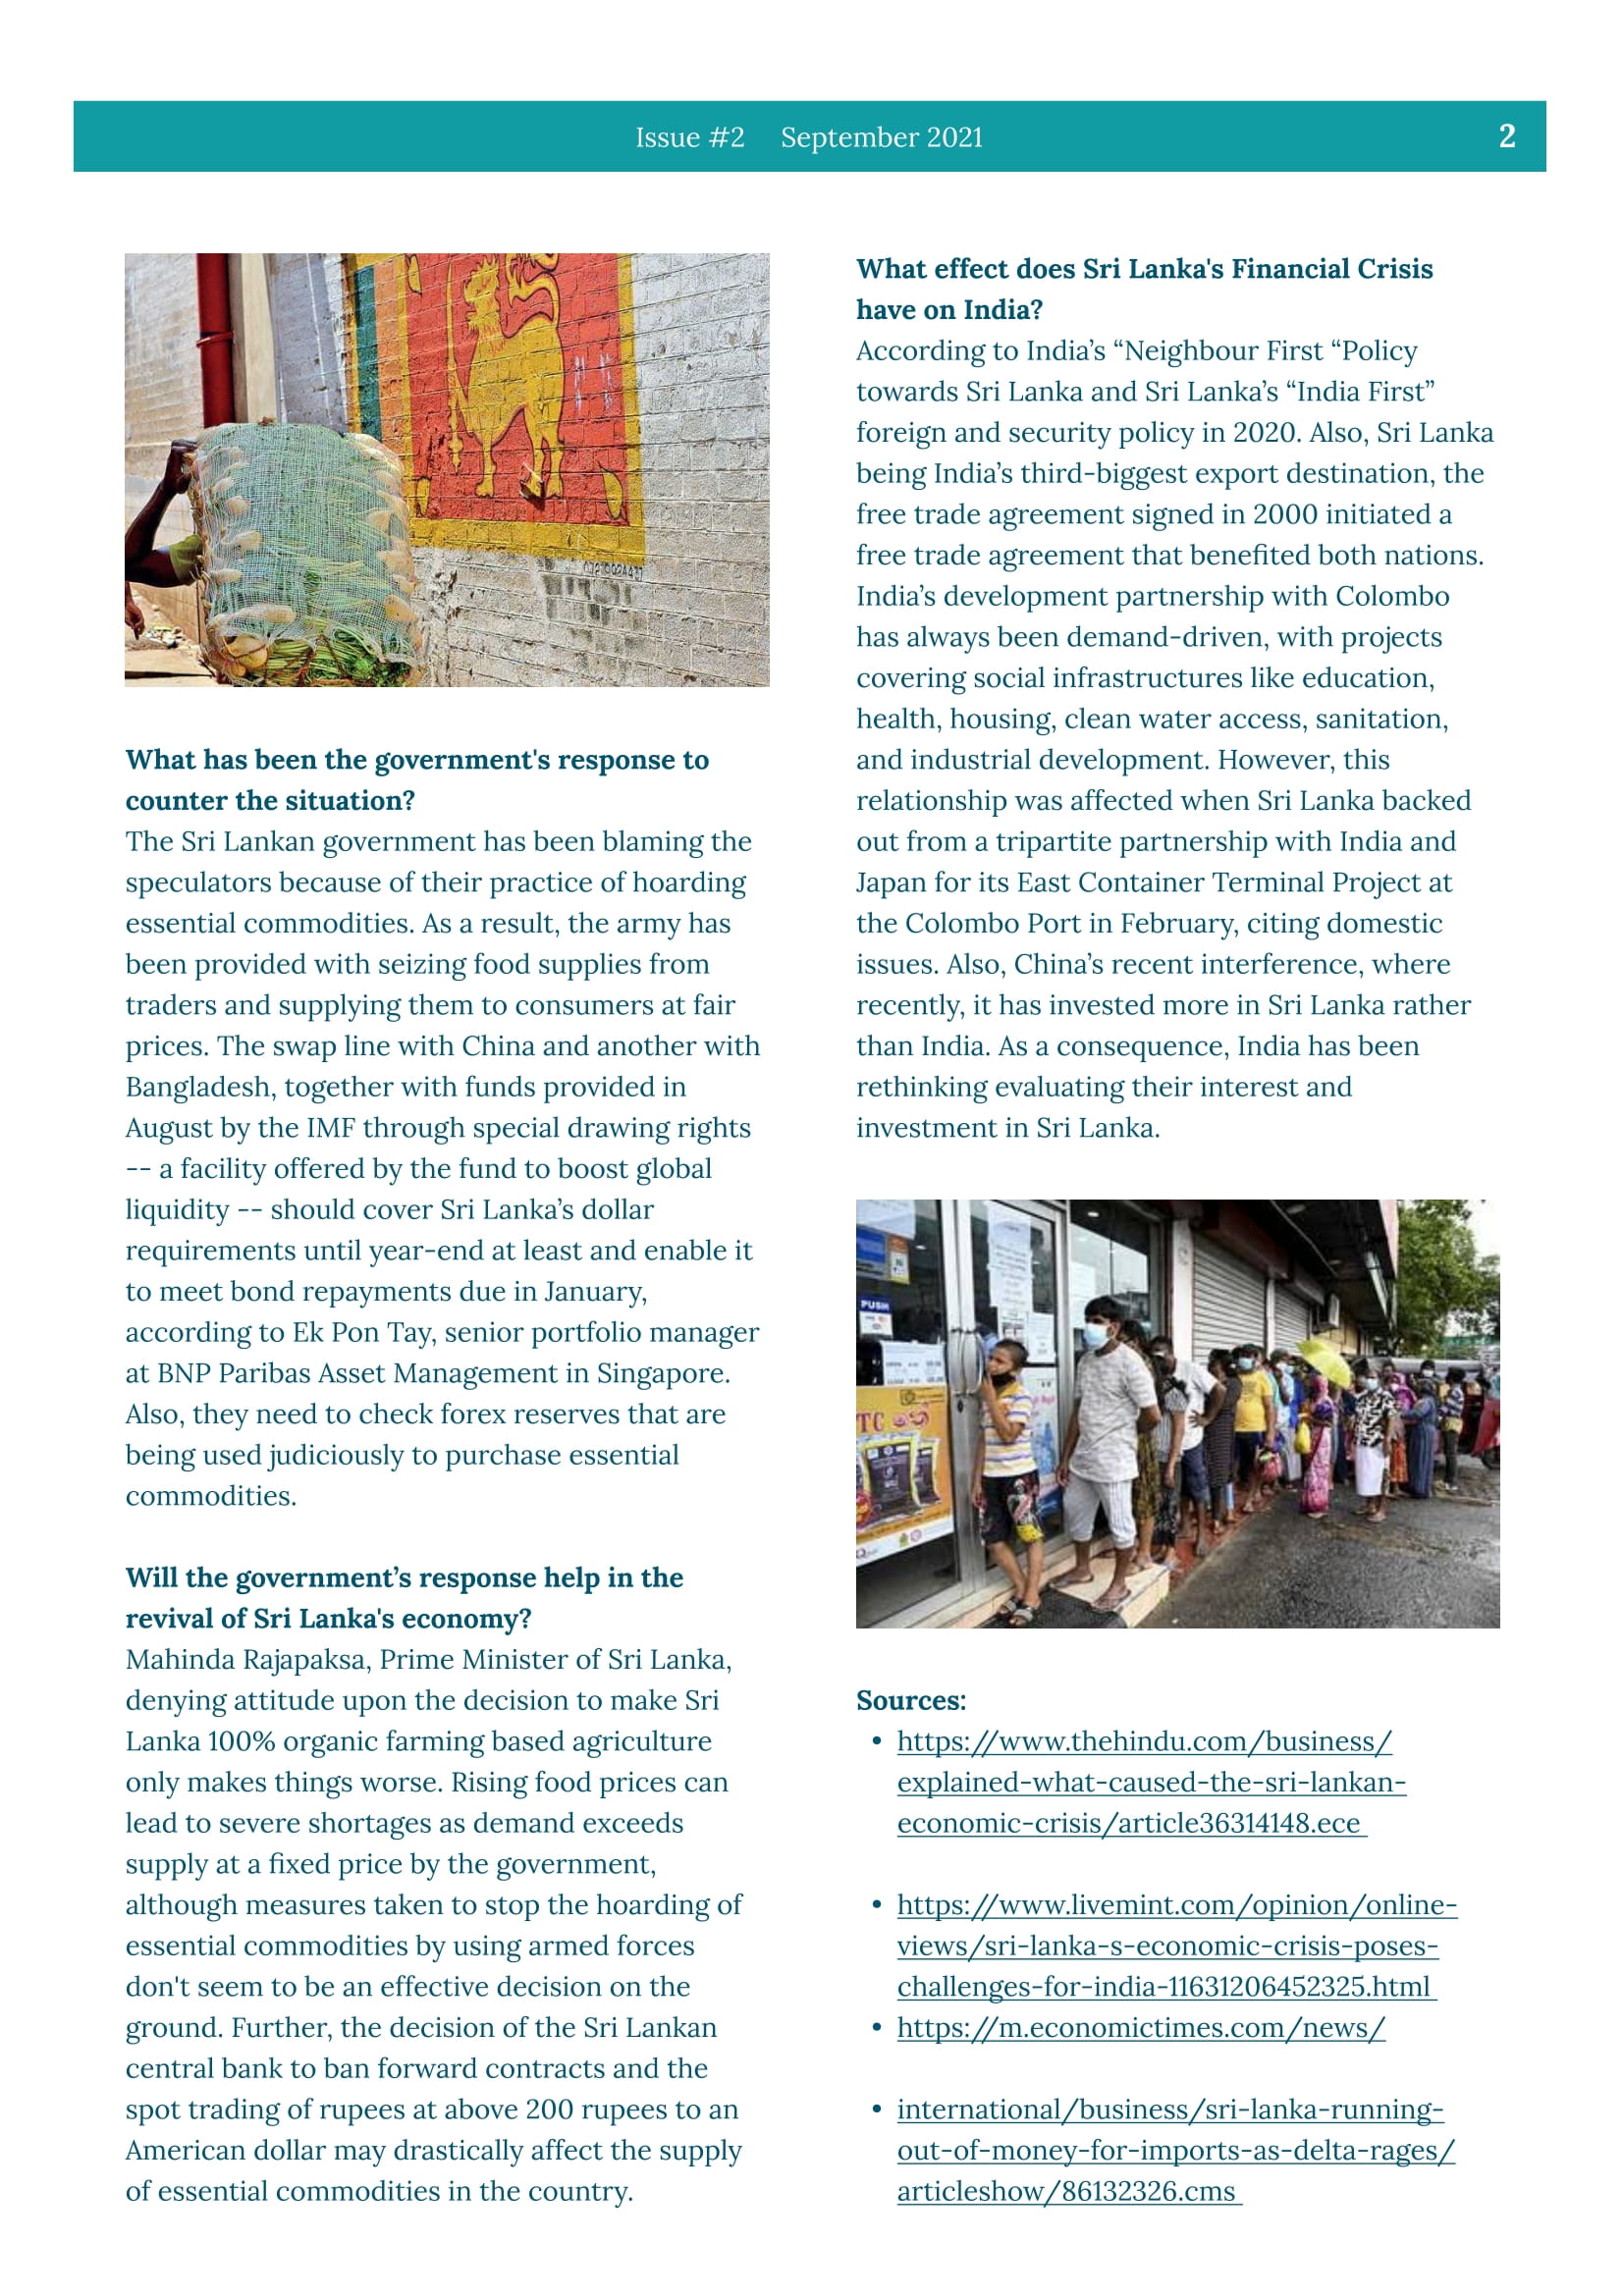 Issue #2 September 2021
2
What has been the government's response to
counter the situation?
The Sri Lankan government has been blaming the
speculators because of their practice of hoarding
essential commodities. As a result, the army has
been provided with seizing food supplies from
traders and supplying them to consumers at fair
prices. The swap line with China and another with
Bangladesh, together with funds provided in
August by the IMF through special drawing rights
-- a facility offered by the fund to boost global
liquidity -- should cover Sri Lanka’s dollar
requirements until year-end at least and enable it
to meet bond repayments due in January,
according to Ek Pon Tay, senior portfolio manager
at BNP Paribas Asset Management in Singapore.
Also, they need to check forex reserves that are
being used judiciously to purchase essential
commodities.
Will the government’s response help in the
revival of Sri Lanka's economy?
Mahinda Rajapaksa, Prime Minister of Sri Lanka,
denying attitude upon the decision to make Sri
Lanka 100% organic farming based agriculture
only makes things worse. Rising food prices can
lead to severe shortages as demand exceeds
supply at a fixed price by the government,
although measures taken to stop the hoarding of
essential commodities by using armed forces
don't seem to be an effective decision on the
ground. Further, the decision of the Sri Lankan
central bank to ban forward contracts and the
spot trading of rupees at above 200 rupees to an
American dollar may drastically affect the supply
of essential commodities in the country.
What effect does Sri Lanka's Financial Crisis
have on India?
According to India’s “Neighbour First “Policy
towards Sri Lanka and Sri Lanka’s “India First”
foreign and security policy in 2020. Also, Sri Lanka
being India’s third-biggest export destination, the
free trade agreement signed in 2000 initiated a
free trade agreement that benefited both nations.
India’s development partnership with Colombo
has always been demand-driven, with projects
covering social infrastructures like education,
health, housing, clean water access, sanitation,
and industrial development. However, this
relationship was affected when Sri Lanka backed
out from a tripartite partnership with India and
Japan for its East Container Terminal Project at
the Colombo Port in February, citing domestic
issues. Also, China’s recent interference, where
recently, it has invested more in Sri Lanka rather
than India. As a consequence, India has been
rethinking evaluating their interest and
investment in Sri Lanka.
PUSH
Sources:
• https://www.thehindu.com/business/
explained-what-caused-the-sri-lankan-
economic-crisis/article36314148.ece
• https://www.livemint.com/opinion/online-
views/sri-lanka-s-economic-crisis-poses-
challenges-for-india-11631206452325.html
• https://m.economictimes.com/news/
• international/business/sri-lanka-running-
out-of-money-for-imports-as-delta-rages/
articleshow/86132326.cms